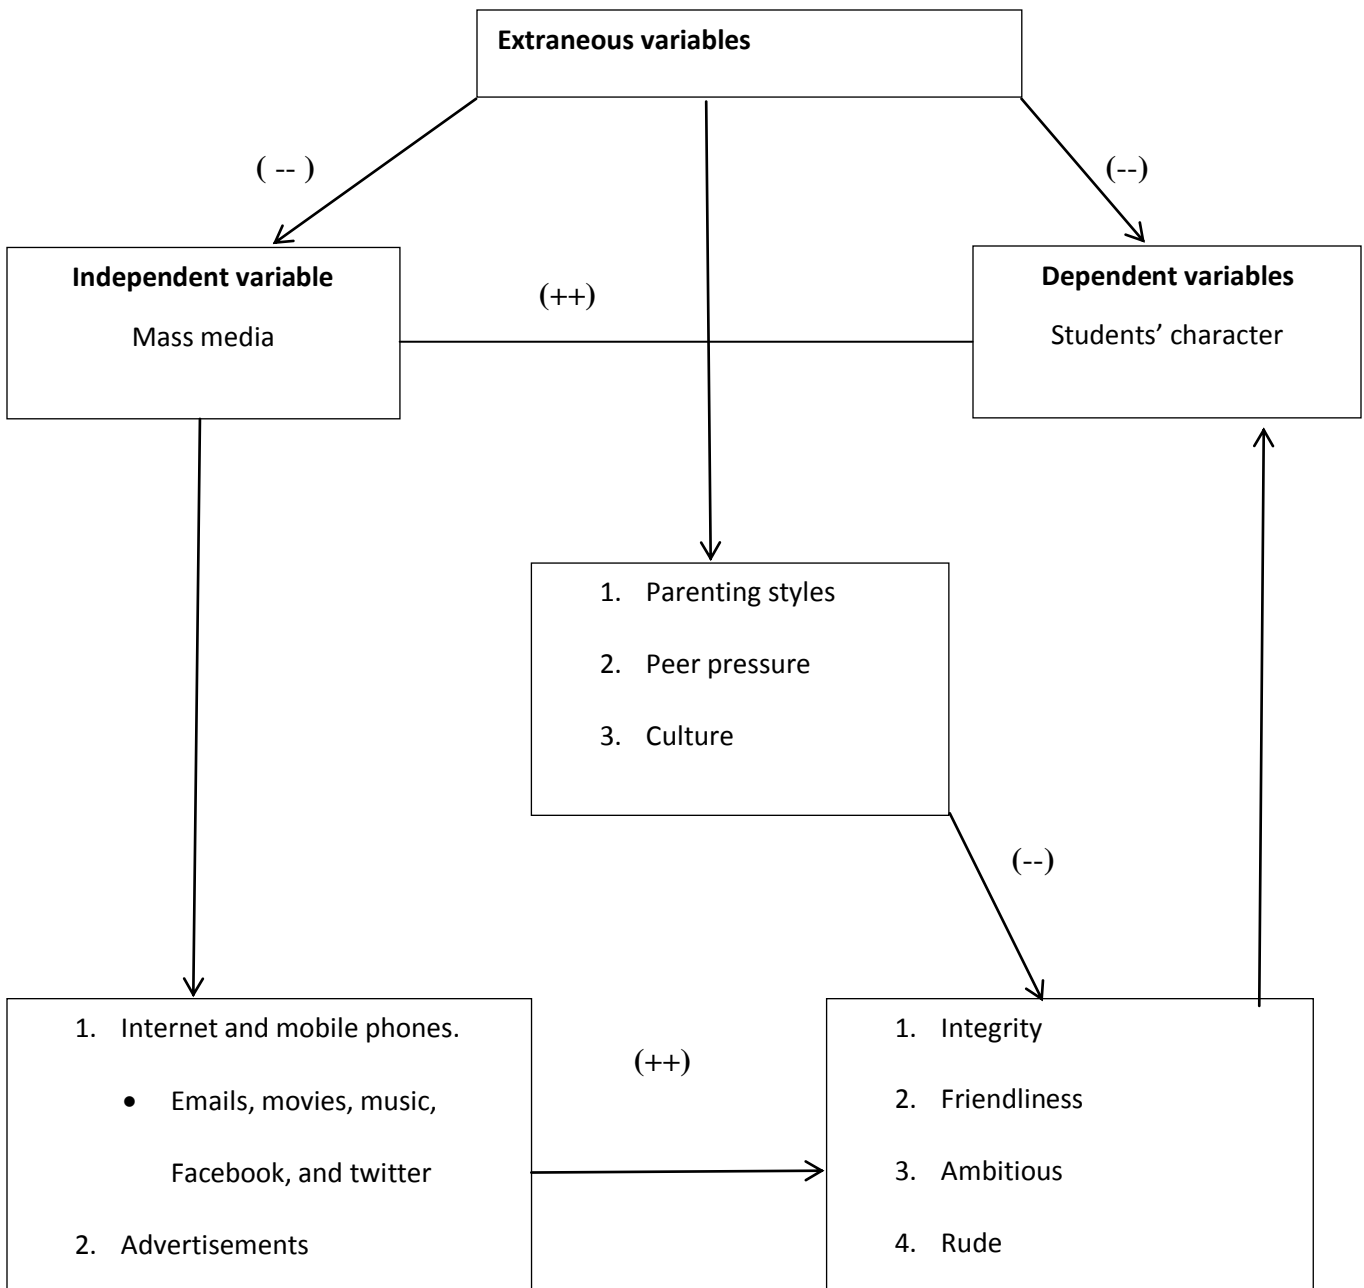 Extraneous variables
( -- )
(--)
Independent variable
Mass media
(++)
Dependent variables
Students’ character
1. Parenting styles
2. Peer pressure
3. Culture
(--)
1. Internet and mobile phones.
• Emails, movies, music,
Facebook, and twitter
2. Advertisements
(++)
1. Integrity
2. Friendliness
3. Ambitious
4. Rude